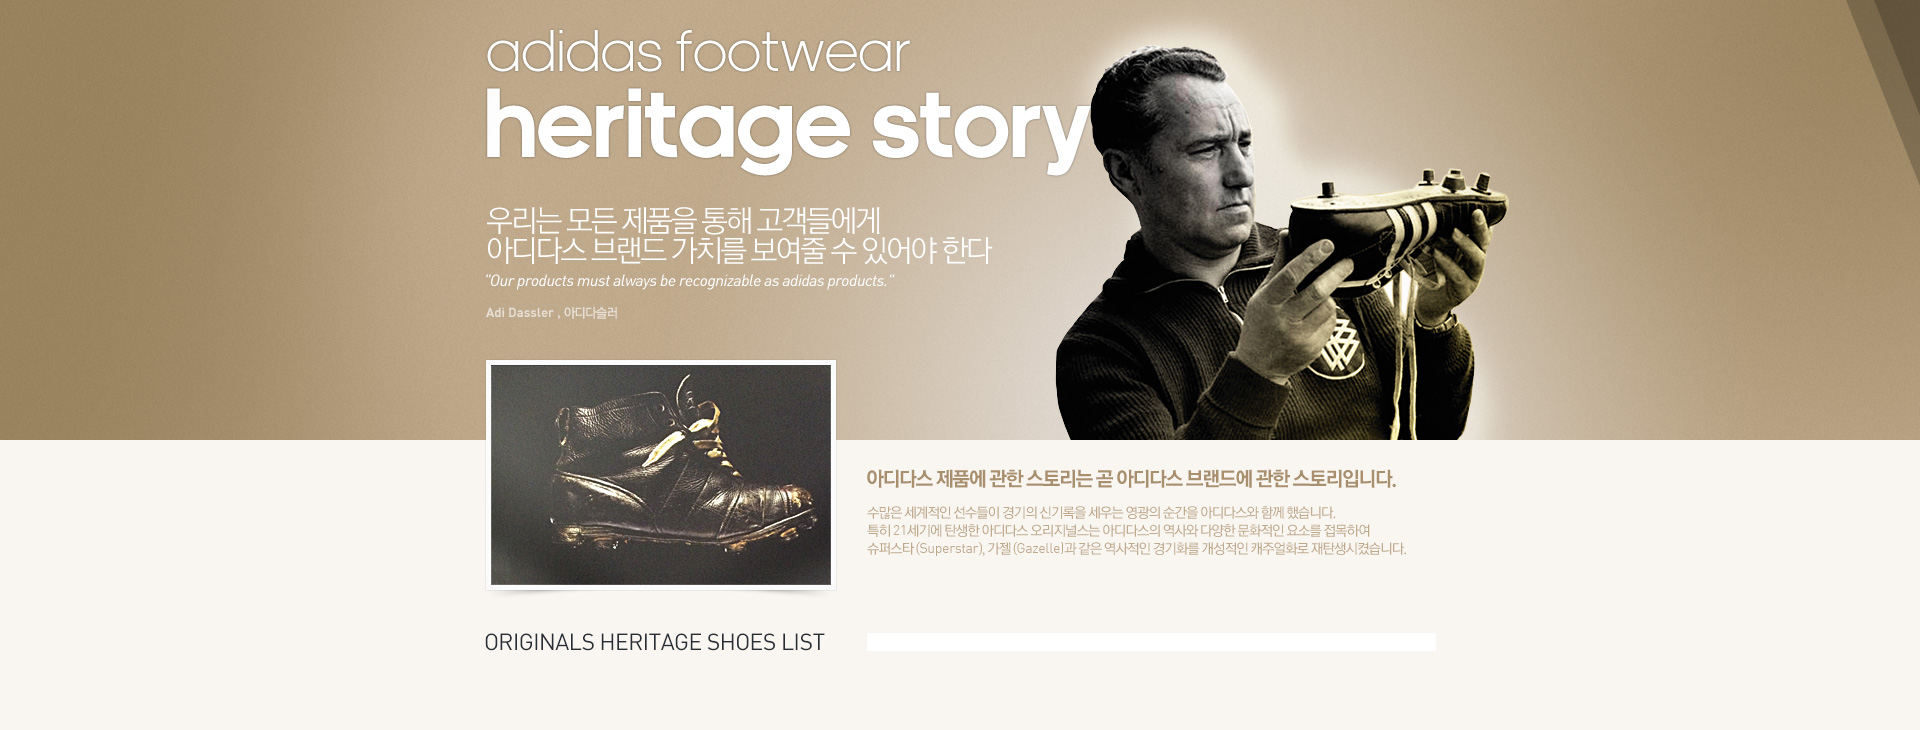 adidas footwear
heritage story
우리는 모든 제품을 통해 고객들에게
아디다스 브랜드 가치를 보여줄 수 있어야 한다
"Our products must always be recognizable as adidas products."
Adi Dassler , 아디다슬러
아디다스 제품에 관한 스토리는 곧 아디다스 브랜드에 관한 스토리입니다.
수많은 세계적인 선수들이 경기의 신기록을 세우는 영광의 순간을 아디다스와 함께 했습니다.
특히 21세기에 탄생한 아디다스 오리지널스는 아디다스의 역사와 다양한 문화적인 요소를 접목하여
슈퍼스타 (Superstar), 가젤 (Gazelle)과 같은 역사적인 경기화를 개성적인 캐주얼화로 재탄생시켰습니다.
ORIGINALS HERITAGE SHOES LIST